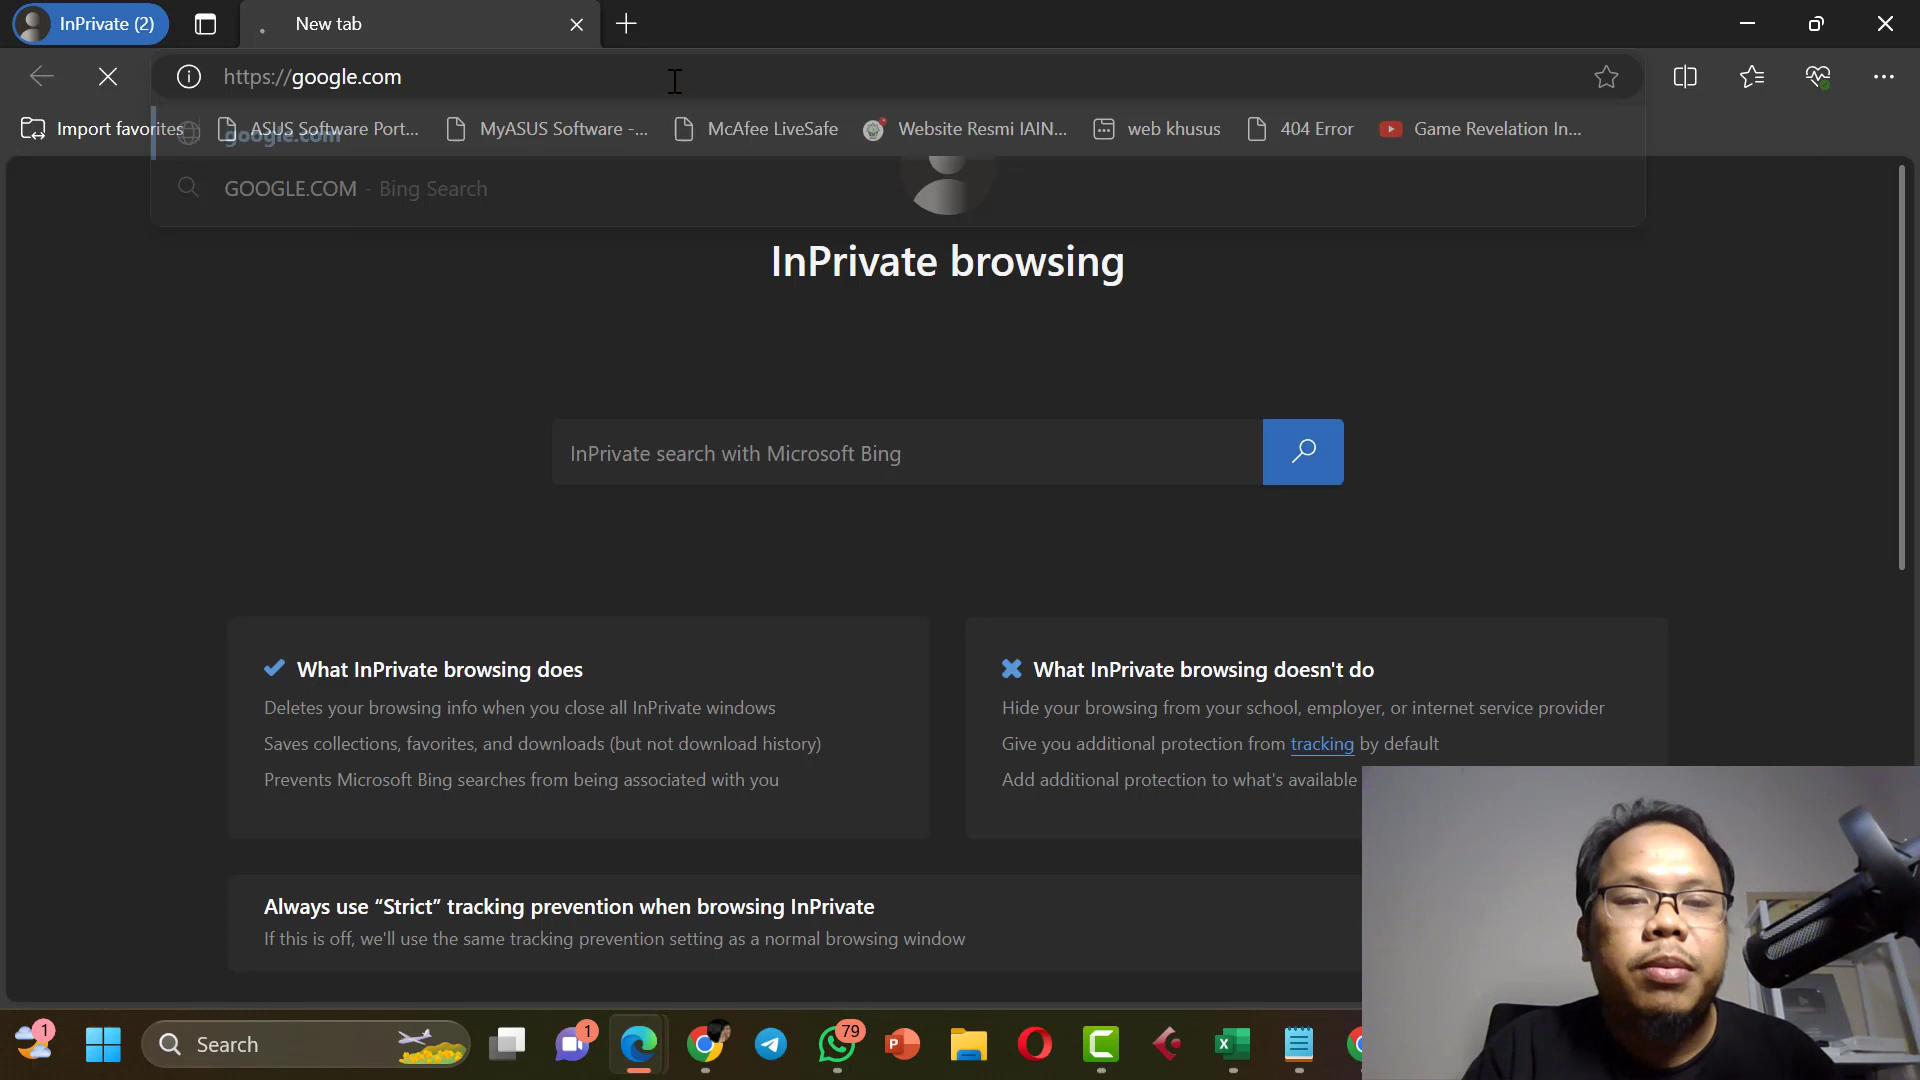 InPrivate (2)
New tab
https://google.com
Import favorites
ASUS Software Port...
MyASUS Software -...
McAfee LiveSafe
Website Resmi IAIN...
web khusus
404 Error
Game Revelation In...
google.com
GOOGLE.COM - Bing Search
InPrivate browsing
InPrivate search with Microsoft Bing
What InPrivate browsing does
Deletes your browsing info when you close all InPrivate windows
Saves collections, favorites, and downloads (but not download history)
Prevents Microsoft Bing searches from being associated with you
What InPrivate browsing doesn't do
Hide your browsing from your school, employer, or internet service provider
Give you additional protection from tracking by default
Add additional protection to what's available
Always use “Strict” tracking prevention when browsing InPrivate
If this is off, we'll use the same tracking prevention setting as a normal browsing window
1
Search
1
79